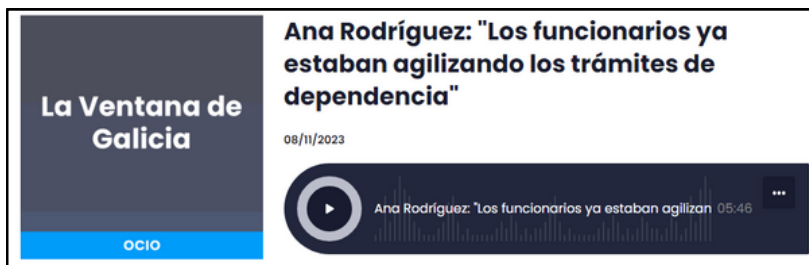 La Ventana de
Galicia
OCIO
Ana Rodríguez: "Los funcionarios ya
estaban agilizando los trámites de
dependencia"
08/11/2023
Ana Rodríguez: "Los funcionarios ya estaban agilizan 05:46